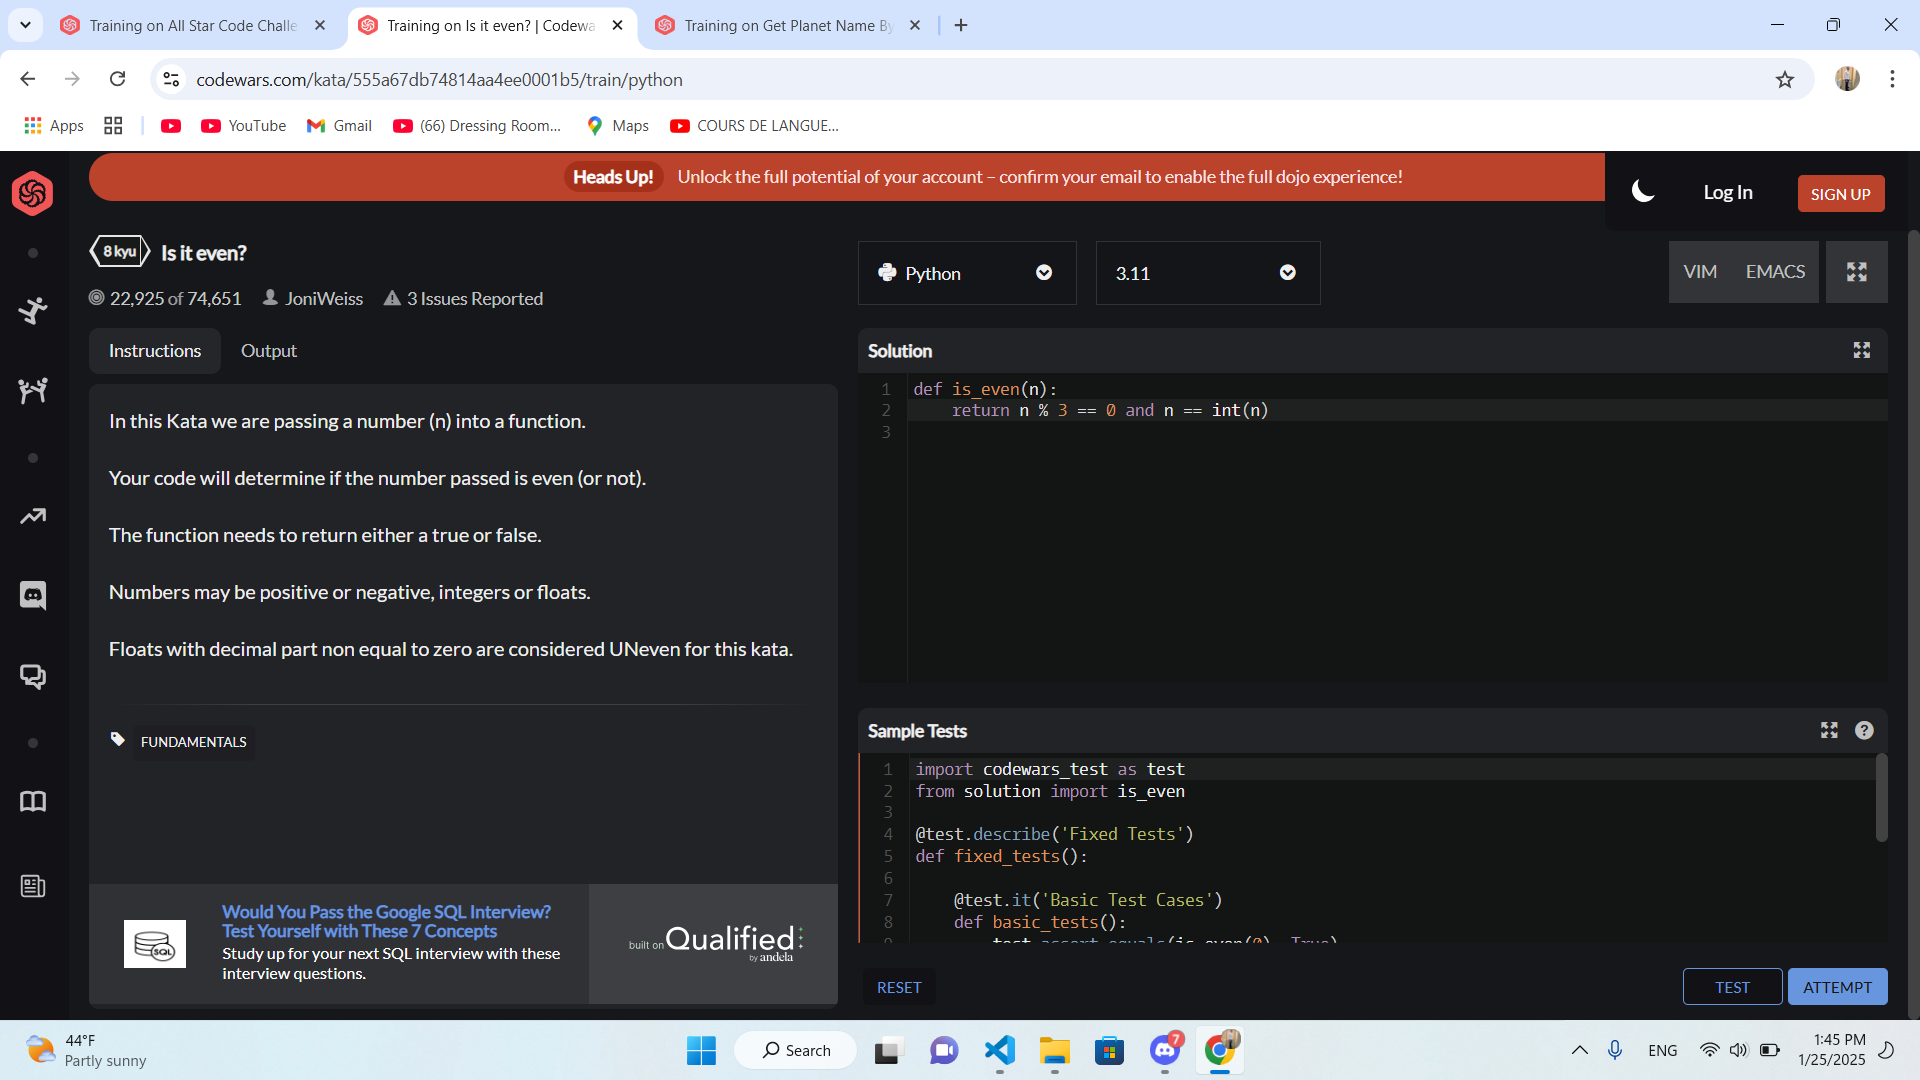 Training on All Star Code Challe
Training on Is it even? | Codewa
Training on Get Planet Name By
codewars.com/kata/555a67db74814aa4ee0001b5/train/python
Apps
YouTube
Gmail
(66) Dressing Room...
Maps
COURS DE LANGUE...
Heads Up! Unlock the full potential of your account – confirm your email to enable the full dojo experience!
Log In
SIGN UP
8 kyu Is it even?
22,925 of 74,651 JoniWeiss 3 Issues Reported
Python
3.11
VIM EMACS
Instructions Output
In this Kata we are passing a number (n) into a function.
Your code will determine if the number passed is even (or not).
The function needs to return either a true or false.
Numbers may be positive or negative, integers or floats.
Floats with decimal part non equal to zero are considered UNeven for this kata.
FUNDAMENTALS
Would You Pass the Google SQL Interview?
Test Yourself with These 7 Concepts
Study up for your next SQL interview with these
interview questions.
SQL
built on Qualified
by andela
Solution
1 def is_even(n):
2 return n % 3 == 0 and n == int(n)
3
Sample Tests
1 import codewars_test as test
2 from solution import is_even
3
4 @test.describe('Fixed Tests')
5 def fixed_tests():
6
7 @test.it('Basic Test Cases')
8 def basic_tests():
9 test.assert_equals(is_even(0), True)
RESET
TEST
ATTEMPT
44°F
Partly sunny
Search
7
ENG
1:45 PM
1/25/2025